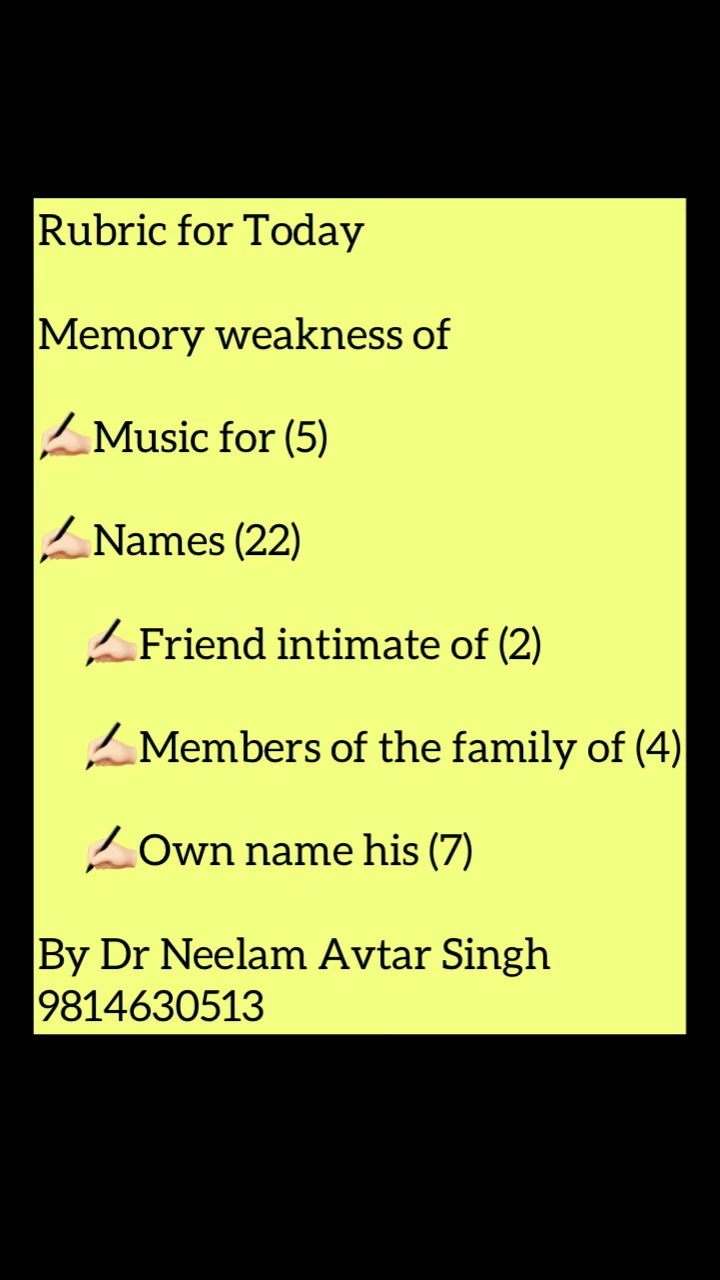 Rubric for Today
Memory weakness of
✍🏻Music for (5)
✍🏻Names (22)
✍🏻Friend intimate of (2)
✍🏻Members of the family of (4)
✍🏻Own name his (7)
By Dr Neelam Avtar Singh
9814630513